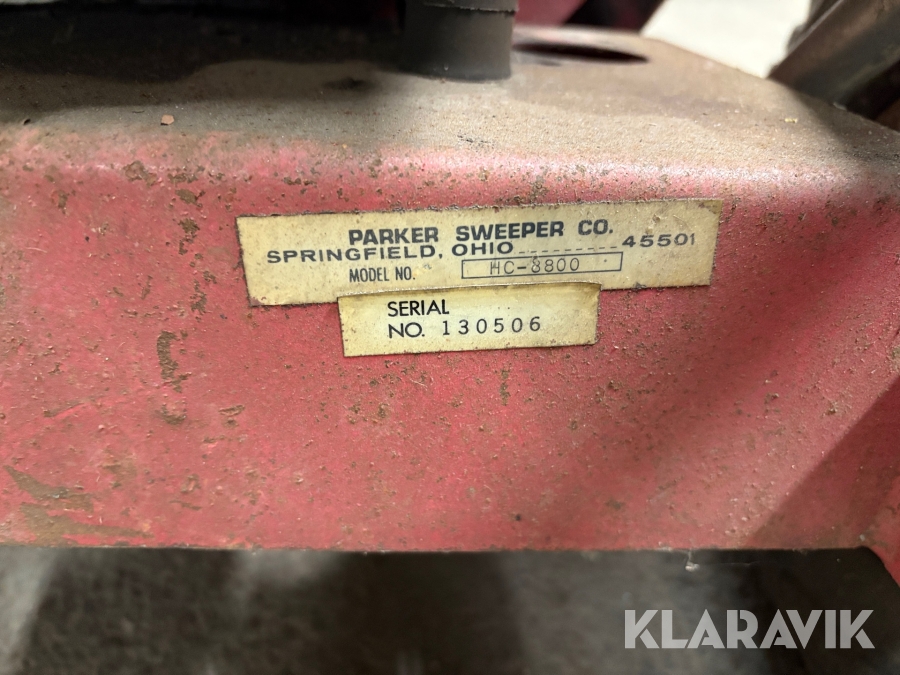 PARKER SWEEPER CO.
SPRINGFIELD, OHIO 45501
MODEL NO. HC-3800
SERIAL
NO. 130506
KLARAVIK